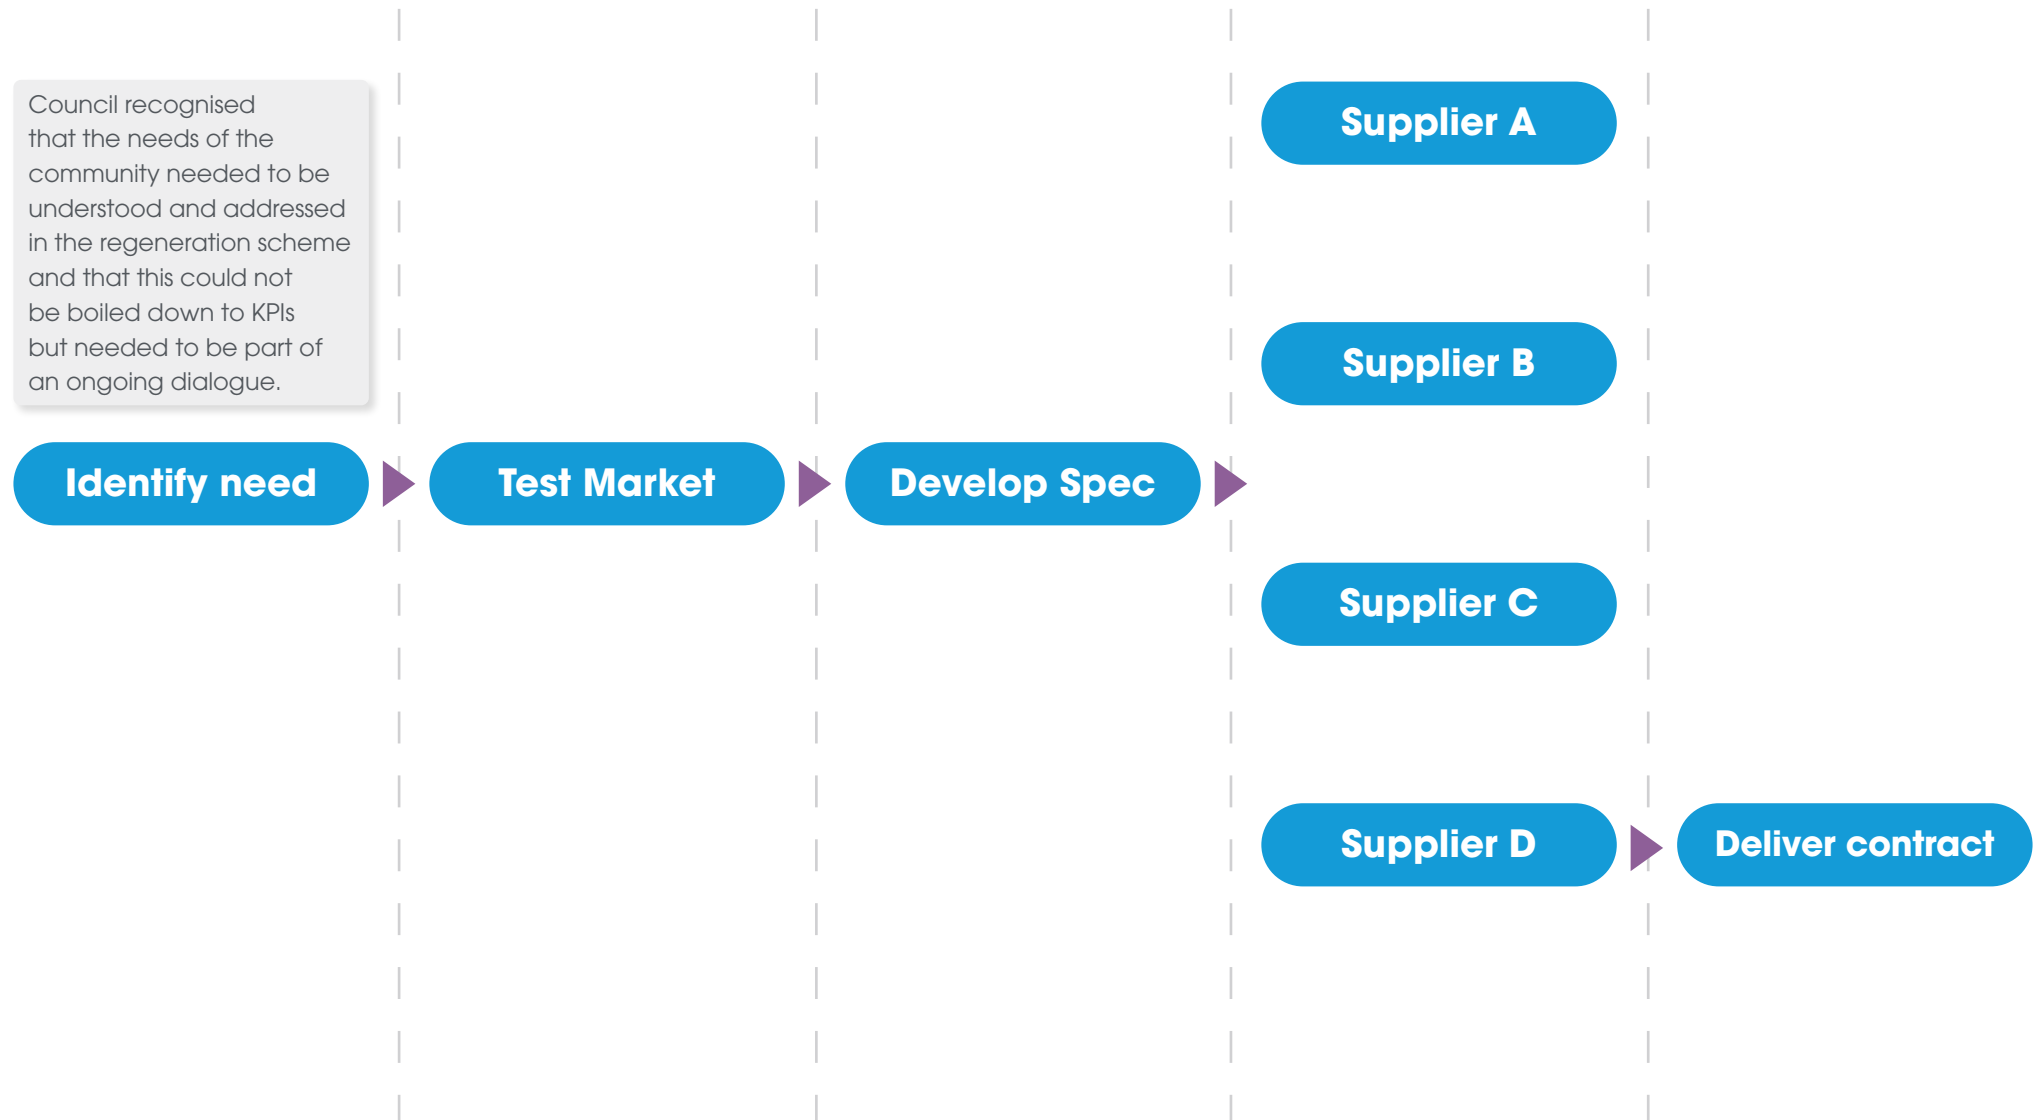 Council recognised
that the needs of the
community needed to be
understood and addressed
in the regeneration scheme
and that this could not
be boiled down to KPIs
but needed to be part of
an ongoing dialogue.
Identify need
Test Market
Develop Spec
Supplier A
Supplier B
Supplier C
Supplier D
Deliver contract